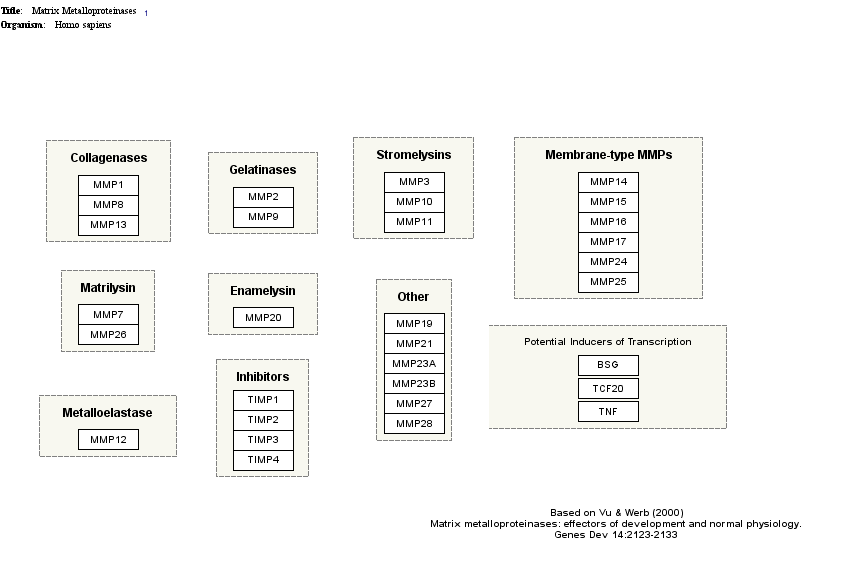 Title: Matrix Metalloproteinases 1
Organism: Homo sapiens
Collagenases
MMP1
MMP8
MMP13
Gelatinases
MMP2
MMP9
Stromelysins
MMP3
MMP10
MMP11
Membrane-type MMPs
MMP14
MMP15
MMP16
MMP17
MMP24
MMP25
Matrilysin
MMP7
MMP26
Enamelysin
MMP20
Other
MMP19
MMP21
MMP23A
MMP23B
MMP27
MMP28
Potential Inducers of Transcription
BSG
TCF20
TNF
Metalloelastase
MMP12
Inhibitors
TIMP1
TIMP2
TIMP3
TIMP4
Based on Vu & Werb (2000)
Matrix metalloproteinases: effectors of development and normal physiology.
Genes Dev 14:2123-2133